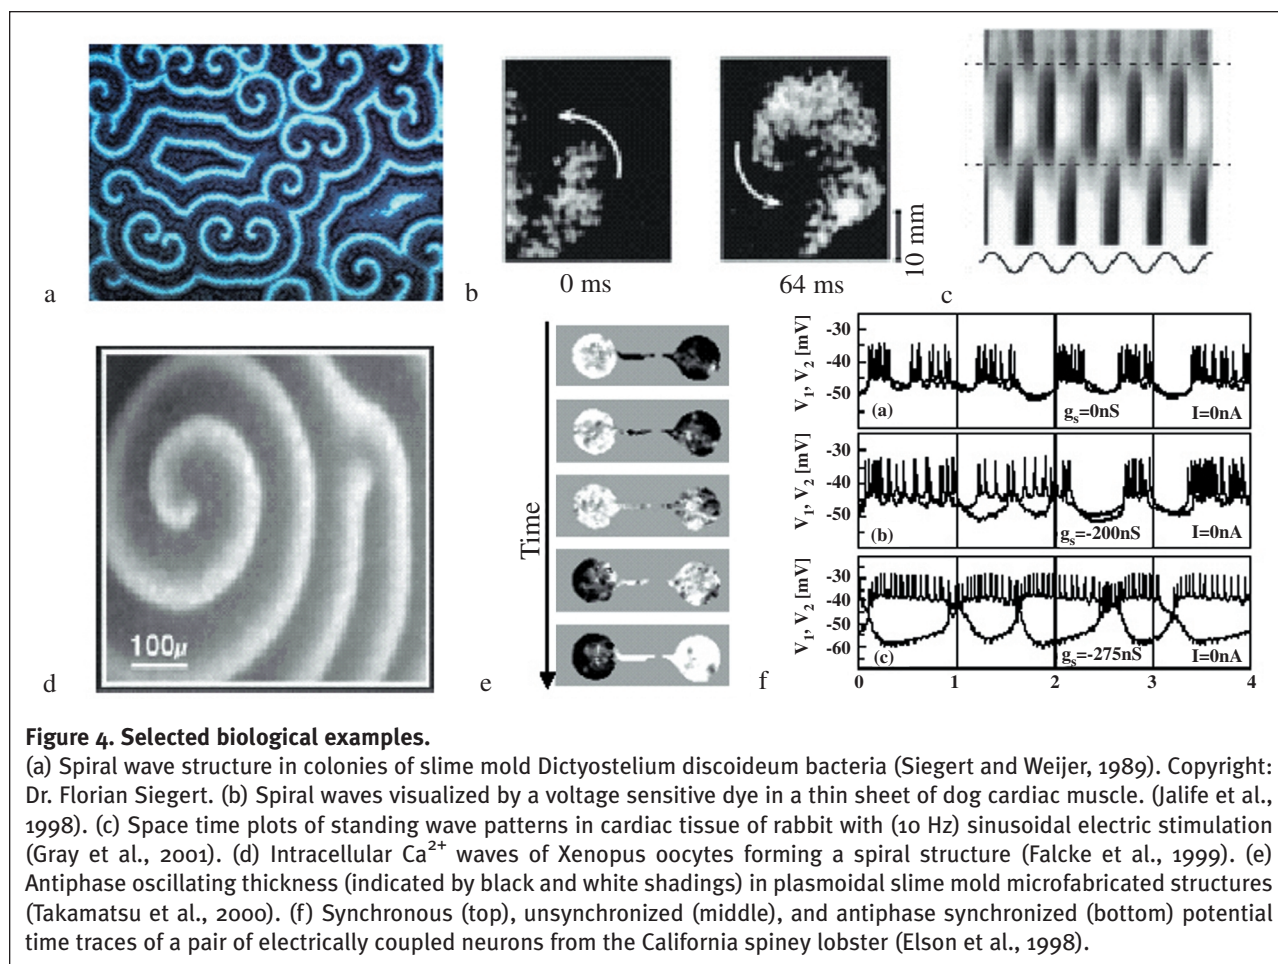 a
b
0 ms
64 ms
10 mm
c
100μ
d
Time
e
f
V₁, V₂ [mV]
-30
-40
-50
(a)
gₛ=0nS
I=0nA
V₁, V₂ [mV]
-30
-40
-50
(b)
gₛ=-200nS
I=0nA
V₁, V₂ [mV]
-30
-40
-50
-60
(c)
gₛ=-275nS
I=0nA
0 1 2 3 4
Figure 4. Selected biological examples.
(a) Spiral wave structure in colonies of slime mold Dictyostelium discoideum bacteria (Siegert and Weijer, 1989). Copyright:
Dr. Florian Siegert. (b) Spiral waves visualized by a voltage sensitive dye in a thin sheet of dog cardiac muscle. (Jalife et al.,
1998). (c) Space time plots of standing wave patterns in cardiac tissue of rabbit with (10 Hz) sinusoidal electric stimulation
(Gray et al., 2001). (d) Intracellular Ca²⁺ waves of Xenopus oocytes forming a spiral structure (Falcke et al., 1999). (e)
Antiphase oscillating thickness (indicated by black and white shadings) in plasmoidal slime mold microfabricated structures
(Takamatsu et al., 2000). (f) Synchronous (top), unsynchronized (middle), and antiphase synchronized (bottom) potential
time traces of a pair of electrically coupled neurons from the California spiney lobster (Elson et al., 1998).